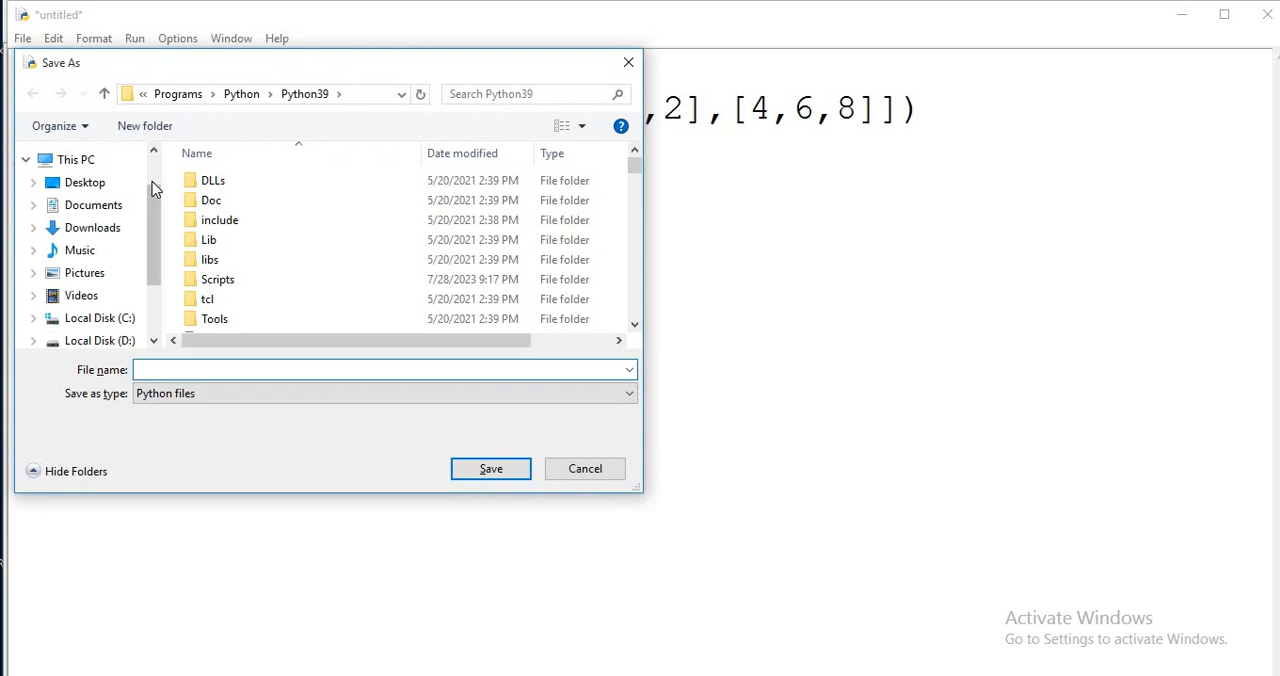 *untitled*
File Edit Format Run Options Window Help
Save As
« Programs > Python > Python39 >
Search Python39
Organize New folder ?
This PC
Desktop
Documents
Downloads
Music
Pictures
Videos
Local Disk (C:)
Local Disk (D:)
Name Date modified Type
DLLs 5/20/2021 2:39 PM File folder
Doc 5/20/2021 2:39 PM File folder
include 5/20/2021 2:38 PM File folder
Lib 5/20/2021 2:39 PM File folder
libs 5/20/2021 2:39 PM File folder
Scripts 7/28/2023 9:17 PM File folder
tcl 5/20/2021 2:39 PM File folder
Tools 5/20/2021 2:39 PM File folder
File name:
Save as type: Python files
Hide Folders Save Cancel
,2],[4,6,8]])
Activate Windows
Go to Settings to activate Windows.